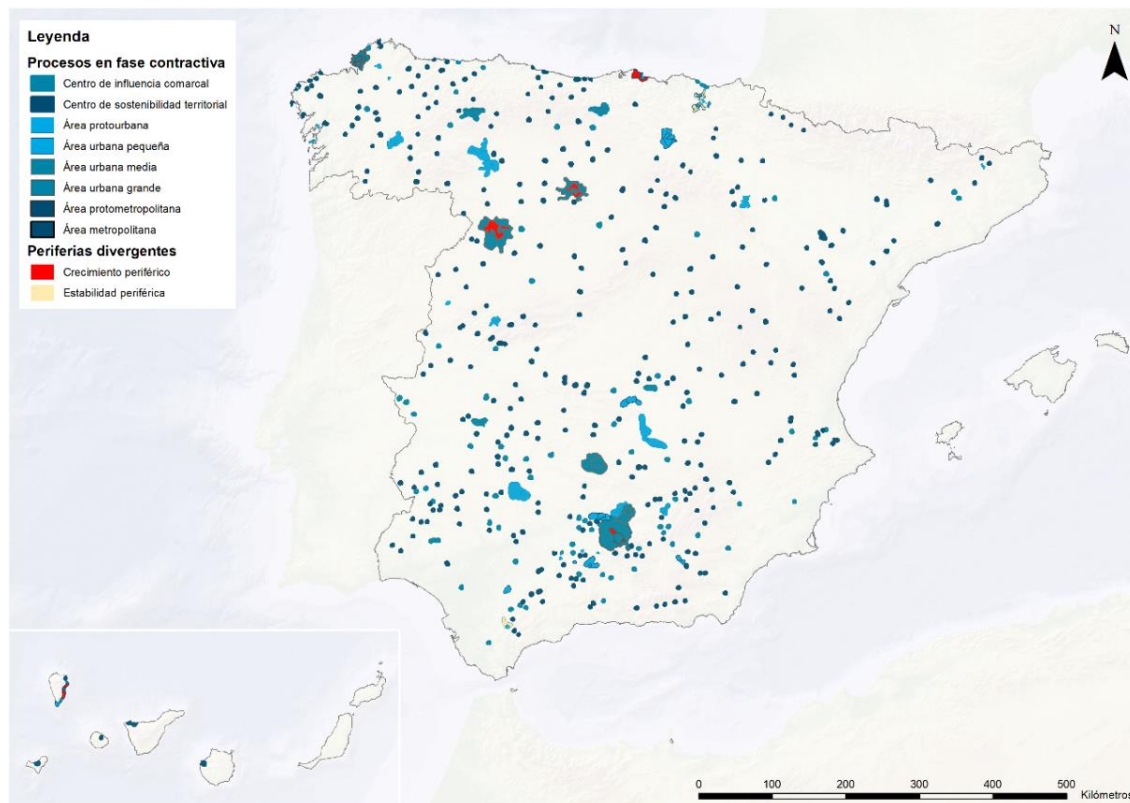 Leyenda
Procesos en fase contractiva
Centro de influencia comarcal
Centro de sostenibilidad territorial
Área protourbana
Área urbana pequeña
Área urbana media
Área urbana grande
Área protometropolitana
Área metropolitana
Periferias divergentes
Crecimiento periférico
Estabilidad periférica
N
0 100 200 300 400 500
Kilómetros